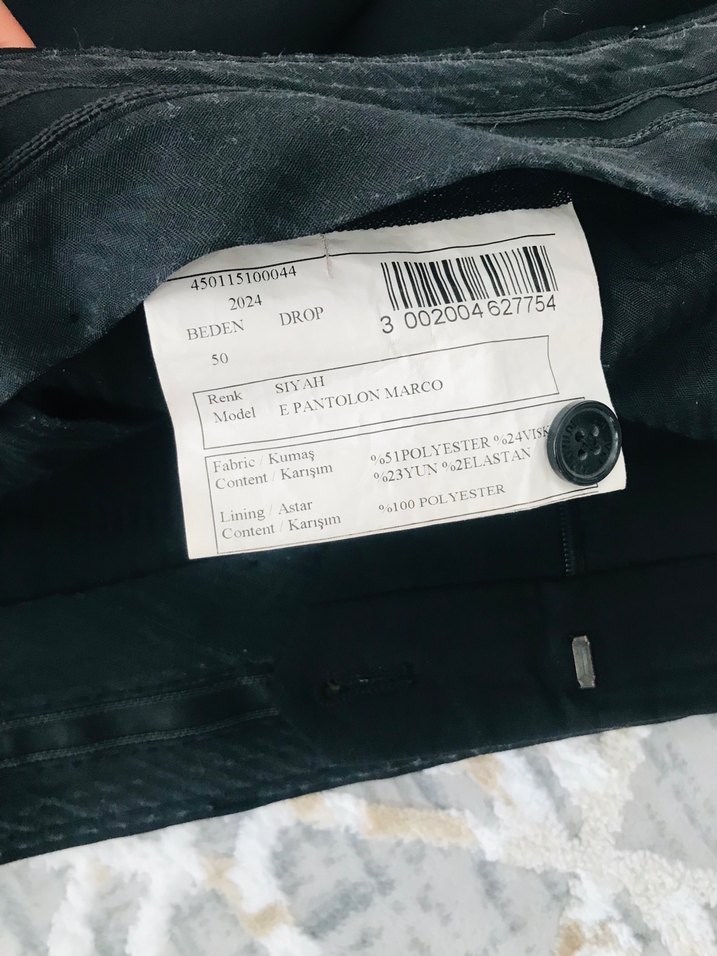 450115100044
2024
BEDEN DROP
50
3 002004 627754
Renk SIYAH
Model E PANTOLON MARCO
Fabric / Kumaş
Content / Karışım
%51POLYESTER %24VISK
%23YUN %2ELASTAN
Lining / Astar
Content / Karışım
%100 POLYESTER